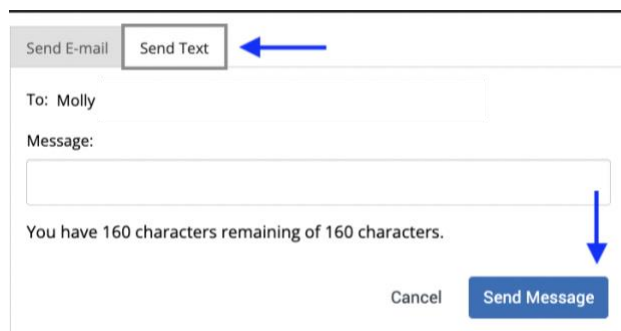 Send E-mail Send Text
To: Molly
Message:
You have 160 characters remaining of 160 characters.
Cancel Send Message